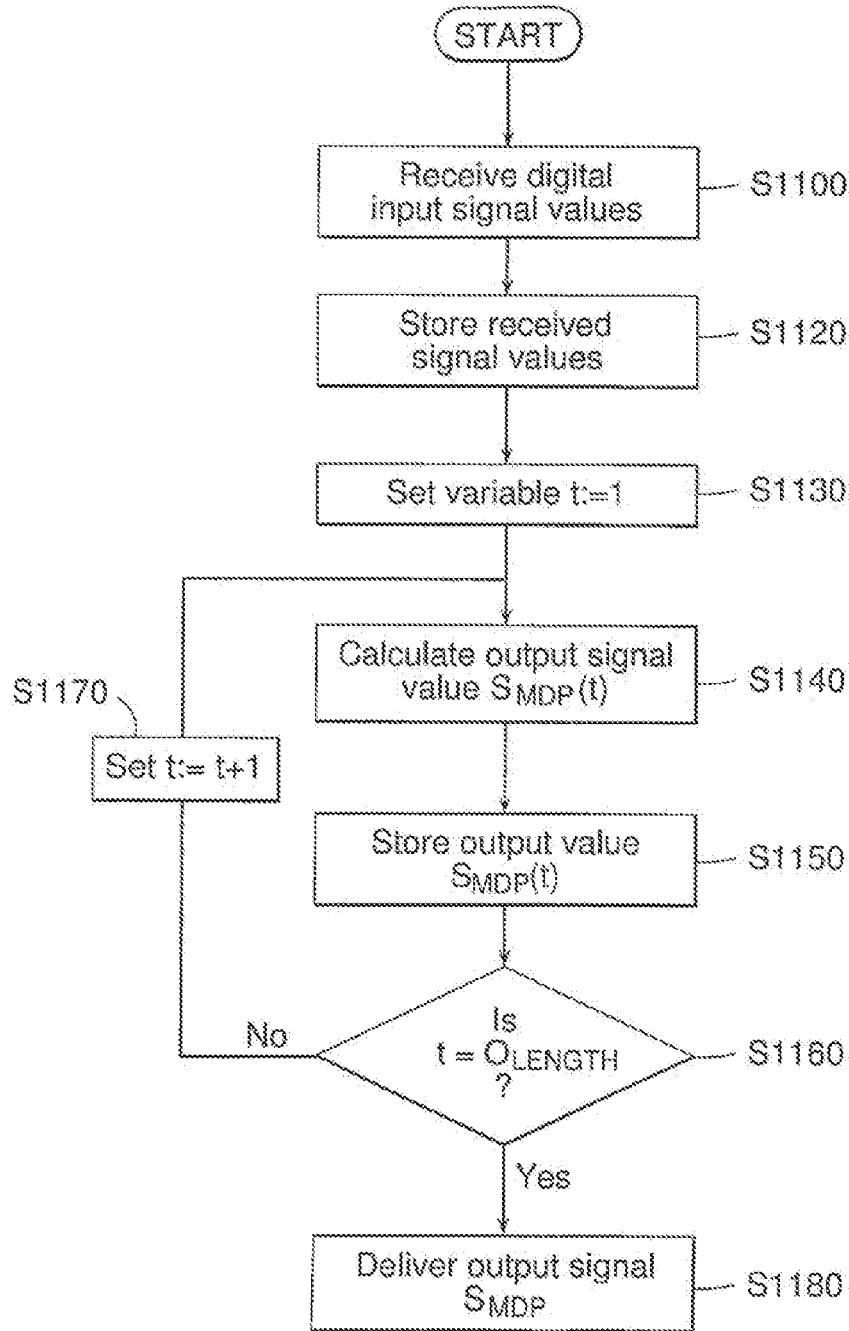 START
Receive digital
input signal values
S1100
Store received
signal values
S1120
Set variable t:=1
S1130
Calculate output signal
value SMDP(t)
S1140
S1170
Set t:= t+1
Store output value
SMDP(t)
S1150
Is
t = OLENGTH
?
S1160
No
Yes
Deliver output signal
SMDP
S1180